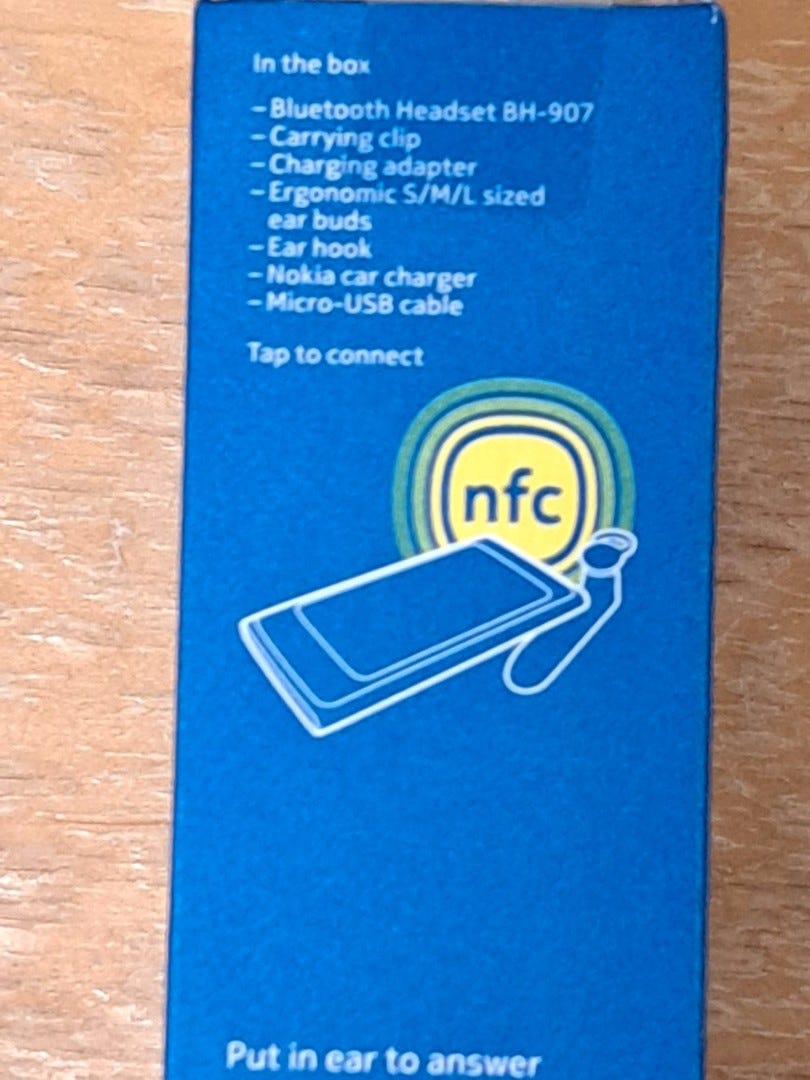 In the box
– Bluetooth Headset BH-907
– Carrying clip
– Charging adapter
– Ergonomic S/M/L sized
ear buds
– Ear hook
– Nokia car charger
– Micro-USB cable
Tap to connect
nfc
Put in ear to answer